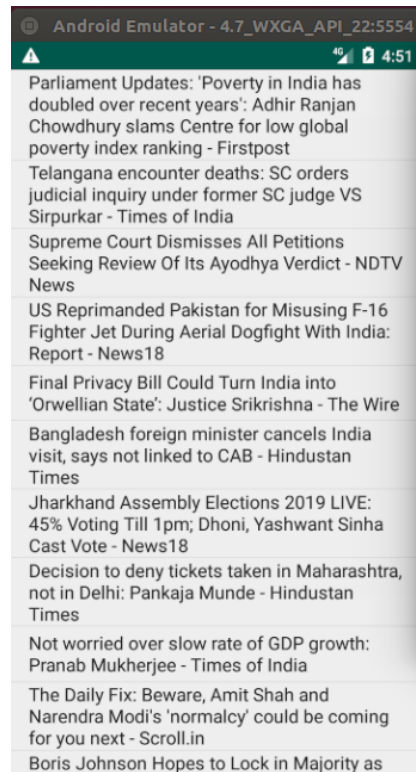 Android Emulator - 4.7_WXGA_API_22:5554
4G 4:51
Parliament Updates: 'Poverty in India has
doubled over recent years': Adhir Ranjan
Chowdhury slams Centre for low global
poverty index ranking - Firstpost
Telangana encounter deaths: SC orders
judicial inquiry under former SC judge VS
Sirpurkar - Times of India
Supreme Court Dismisses All Petitions
Seeking Review Of Its Ayodhya Verdict - NDTV
News
US Reprimanded Pakistan for Misusing F-16
Fighter Jet During Aerial Dogfight With India:
Report - News18
Final Privacy Bill Could Turn India into
‘Orwellian State’: Justice Srikrishna - The Wire
Bangladesh foreign minister cancels India
visit, says not linked to CAB - Hindustan
Times
Jharkhand Assembly Elections 2019 LIVE:
45% Voting Till 1pm; Dhoni, Yashwant Sinha
Cast Vote - News18
Decision to deny tickets taken in Maharashtra,
not in Delhi: Pankaja Munde - Hindustan
Times
Not worried over slow rate of GDP growth:
Pranab Mukherjee - Times of India
The Daily Fix: Beware, Amit Shah and
Narendra Modi's 'normalcy' could be coming
for you next - Scroll.in
Boris Johnson Hopes to Lock in Majority as